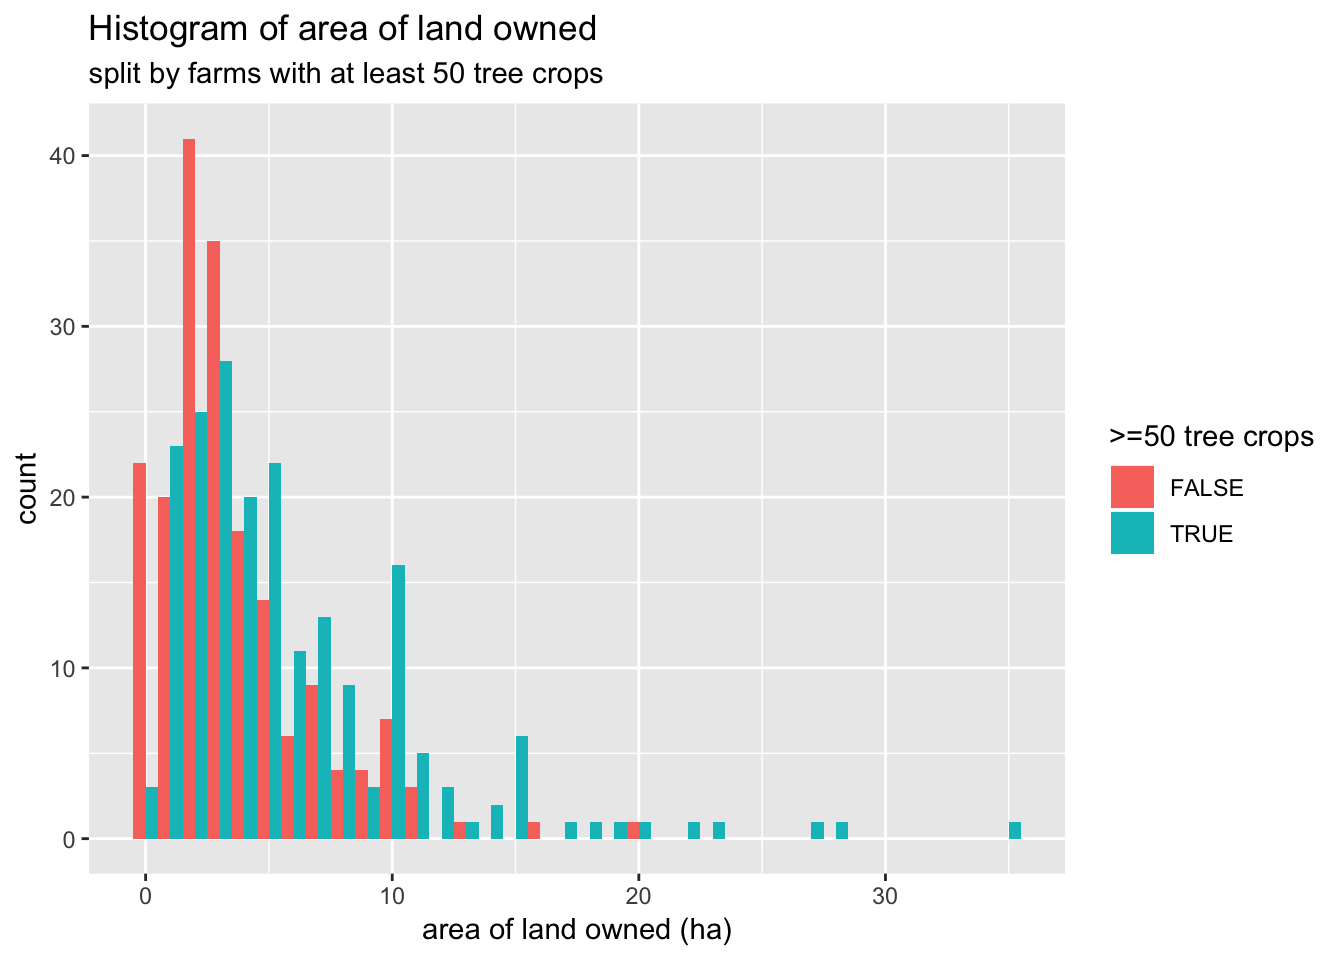 Histogram of area of land owned
split by farms with at least 50 tree crops
40
30
20
10
0
count
0 10 20 30
area of land owned (ha)
>=50 tree crops
FALSE
TRUE